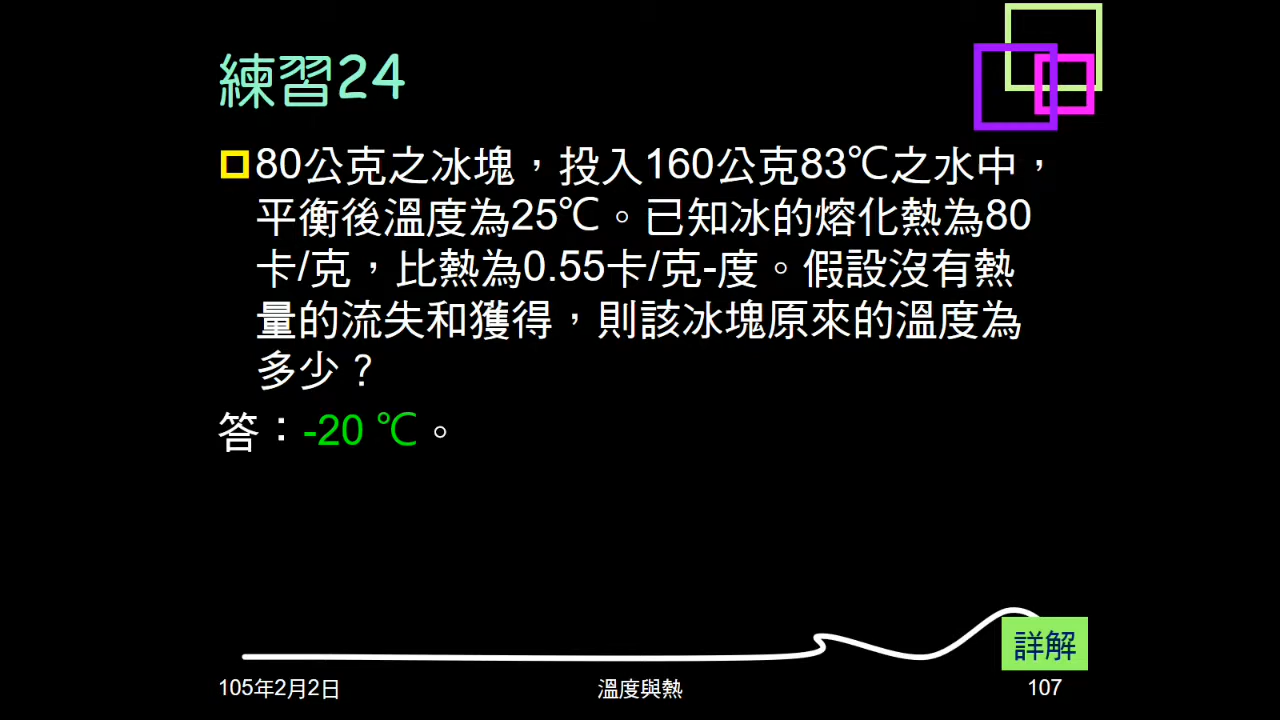 練習24
80公克之冰塊，投入160公克83℃之水中，
平衡後溫度為25℃。已知冰的熔化熱為80
卡/克，比熱為0.55卡/克-度。假設沒有熱
量的流失和獲得，則該冰塊原來的溫度為
多少？
答：-20 ℃。
詳解
105年2月2日
溫度與熱
107